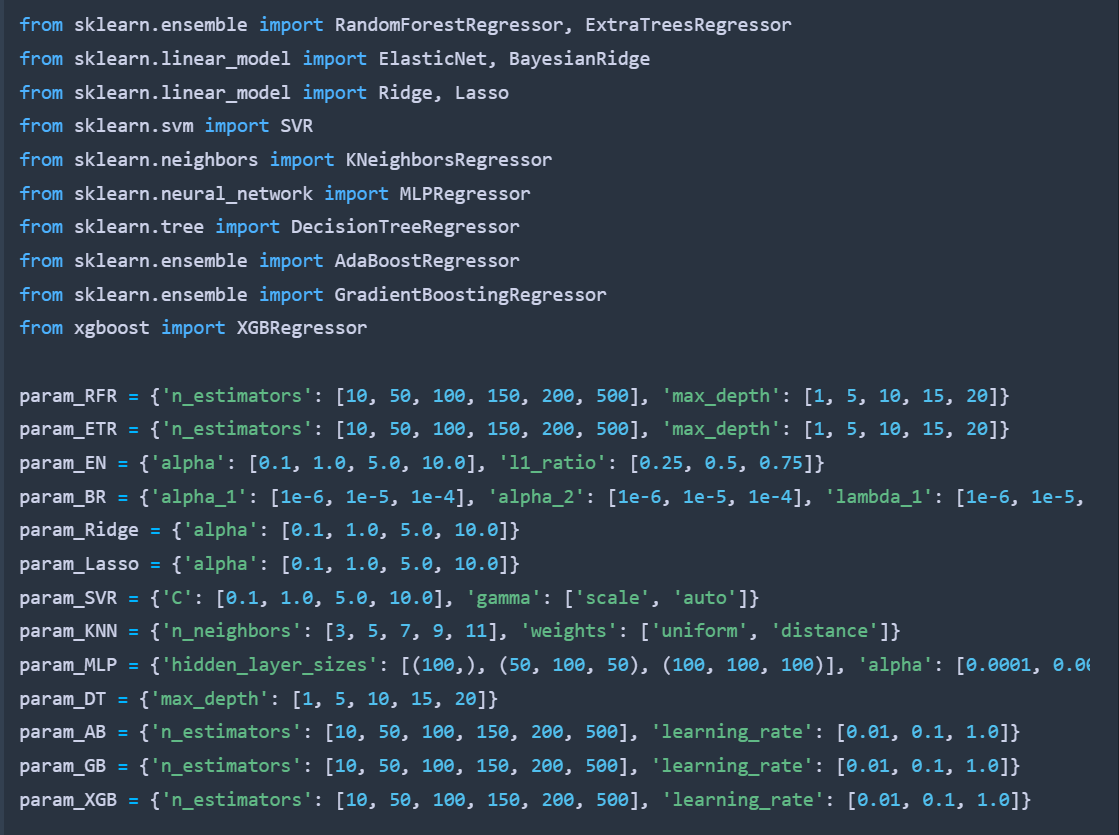 from sklearn.ensemble import RandomForestRegressor, ExtraTreesRegressor
from sklearn.linear_model import ElasticNet, BayesianRidge
from sklearn.linear_model import Ridge, Lasso
from sklearn.svm import SVR
from sklearn.neighbors import KNeighborsRegressor
from sklearn.neural_network import MLPRegressor
from sklearn.tree import DecisionTreeRegressor
from sklearn.ensemble import AdaBoostRegressor
from sklearn.ensemble import GradientBoostingRegressor
from xgboost import XGBRegressor
param_RFR = {'n_estimators': [10, 50, 100, 150, 200, 500], 'max_depth': [1, 5, 10, 15, 20]}
param_ETR = {'n_estimators': [10, 50, 100, 150, 200, 500], 'max_depth': [1, 5, 10, 15, 20]}
param_EN = {'alpha': [0.1, 1.0, 5.0, 10.0], 'l1_ratio': [0.25, 0.5, 0.75]}
param_BR = {'alpha_1': [1e-6, 1e-5, 1e-4], 'alpha_2': [1e-6, 1e-5, 1e-4], 'lambda_1': [1e-6, 1e-5,
param_Ridge = {'alpha': [0.1, 1.0, 5.0, 10.0]}
param_Lasso = {'alpha': [0.1, 1.0, 5.0, 10.0]}
param_SVR = {'C': [0.1, 1.0, 5.0, 10.0], 'gamma': ['scale', 'auto']}
param_KNN = {'n_neighbors': [3, 5, 7, 9, 11], 'weights': ['uniform', 'distance']}
param_MLP = {'hidden_layer_sizes': [(100,), (50, 100, 50), (100, 100, 100)], 'alpha': [0.0001,
param_DT = {'max_depth': [1, 5, 10, 15, 20]}
param_AB = {'n_estimators': [10, 50, 100, 150, 200, 500], 'learning_rate': [0.01, 0.1, 1.0]}
param_GB = {'n_estimators': [10, 50, 100, 150, 200, 500], 'learning_rate': [0.01, 0.1, 1.0]}
param_XGB = {'n_estimators': [10, 50, 100, 150, 200, 500], 'learning_rate': [0.01, 0.1, 1.0]}